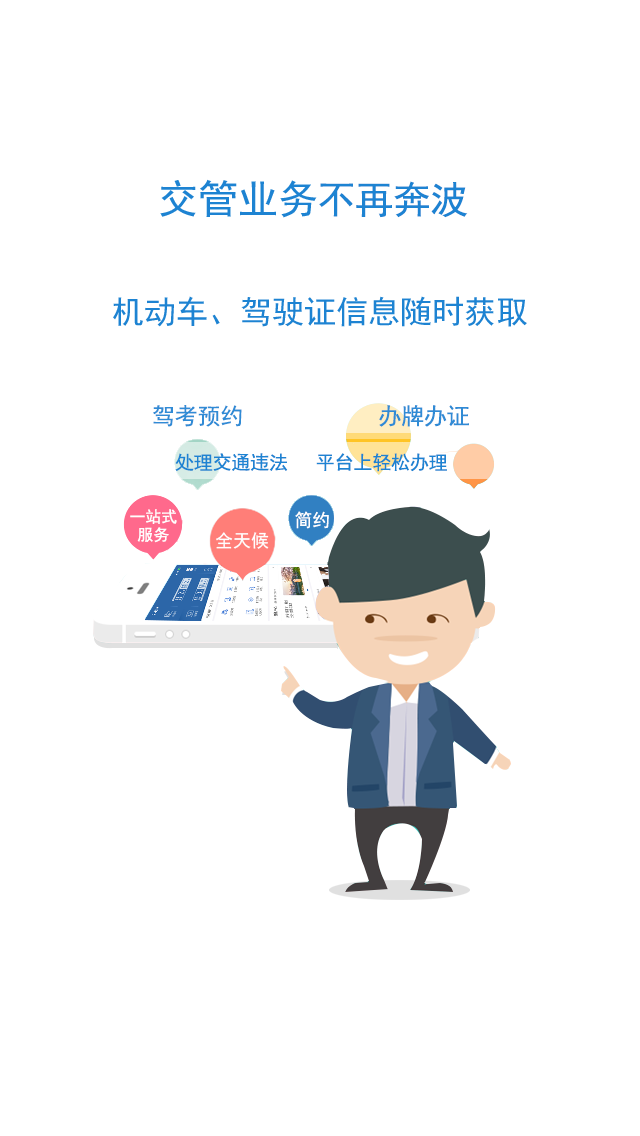 交管业务不再奔波
机动车、驾驶证信息随时获取
驾考预约
办牌办证
处理交通违法
平台上轻松办理
一站式
服务
全天候
简约